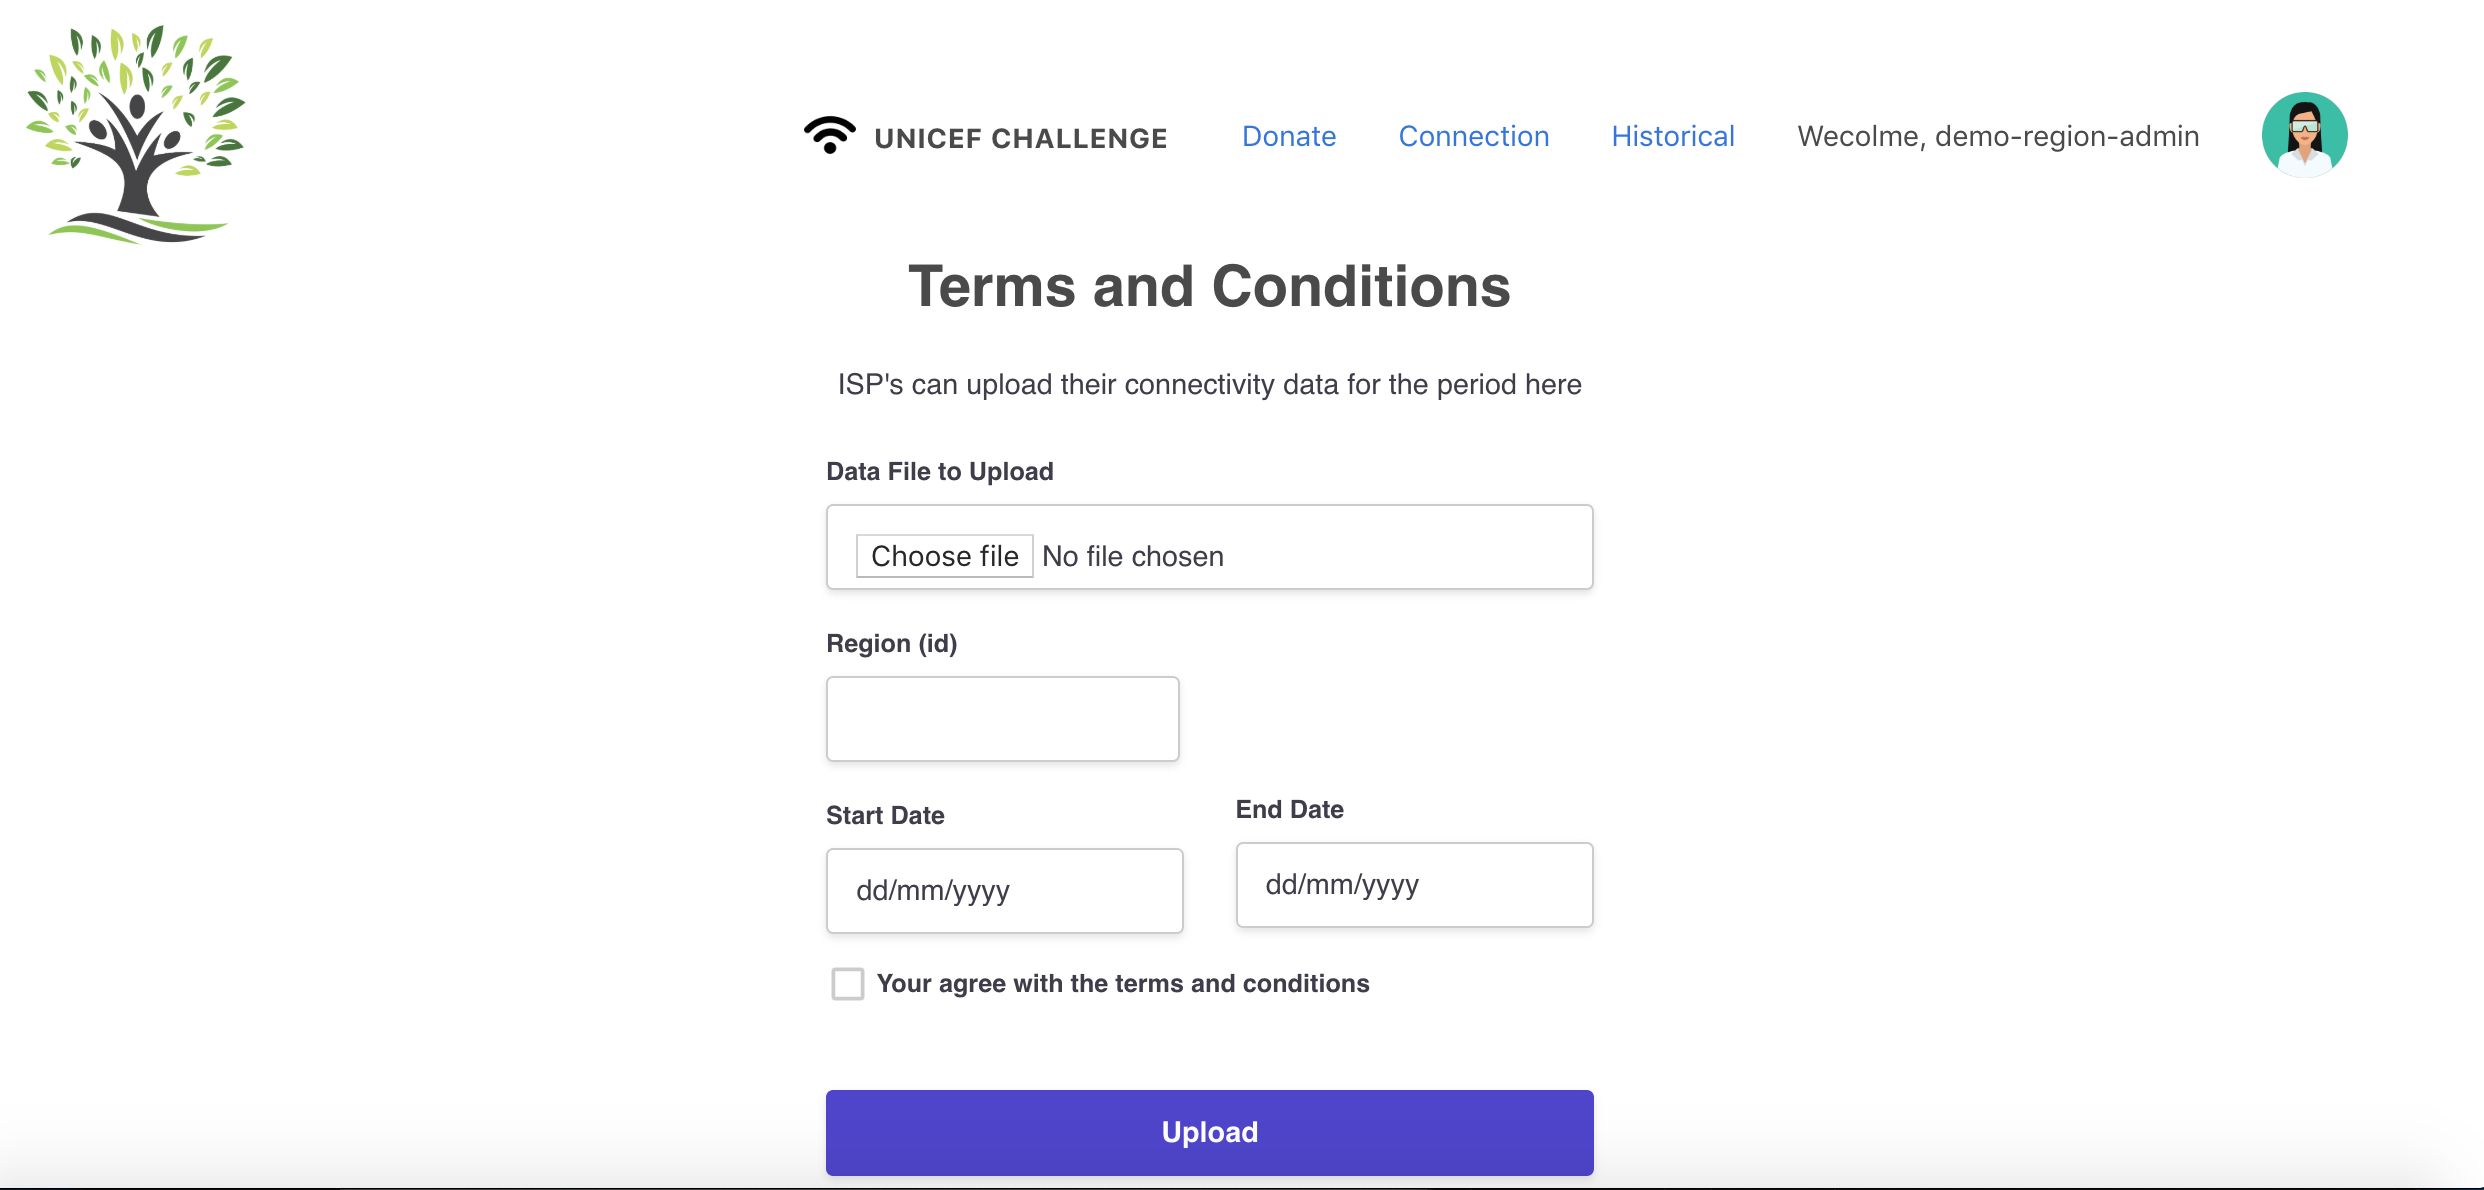 UNICEF CHALLENGE Donate Connection Historical Wecolme, demo-region-admin
Terms and Conditions
ISP's can upload their connectivity data for the period here
Data File to Upload
Choose file No file chosen
Region (id)
Start Date
End Date
dd/mm/yyyy
dd/mm/yyyy
Your agree with the terms and conditions
Upload